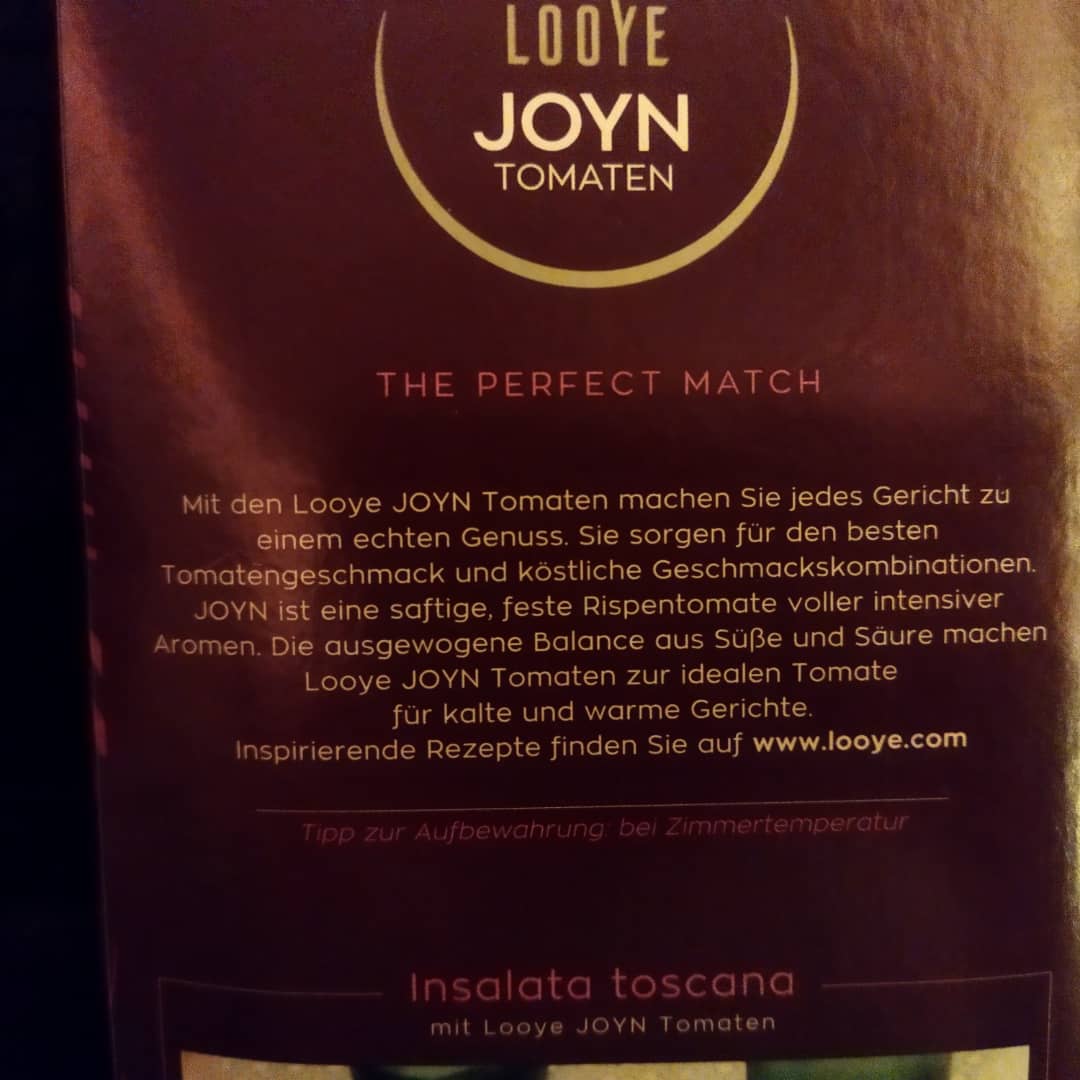 LOOYE
JOYN
TOMATEN
THE PERFECT MATCH
Mit den Looye JOYN Tomaten machen Sie jedes Gericht zu
einem echten Genuss. Sie sorgen für den besten
Tomatengeschmack und köstliche Geschmackskombinationen.
JOYN ist eine saftige, feste Rispentomate voller intensiver
Aromen. Die ausgewogene Balance aus Süße und Säure machen
Looye JOYN Tomaten zur idealen Tomate
für kalte und warme Gerichte.
Inspirierende Rezepte finden Sie auf www.looye.com
Tipp zur Aufbewahrung: bei Zimmertemperatur
Insalata toscana
mit Looye JOYN Tomaten